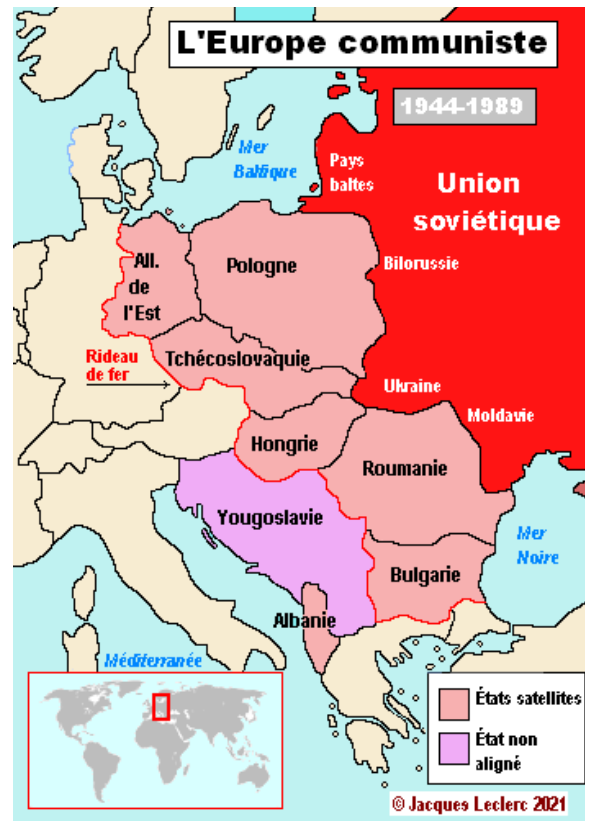 L'Europe communiste
1944-1989
Mer
Baltique
Pays
baltes
Union
soviétique
All.
de
l'Est
Pologne
Bilorussie
Rideau
de fer
Tchécoslovaquie
Ukraine
Moldavie
Hongrie
Roumanie
Yougoslavie
Mer
Noire
Bulgarie
Albanie
Méditerranée
États satellites
État non
aligné
© Jacques Leclerc 2021